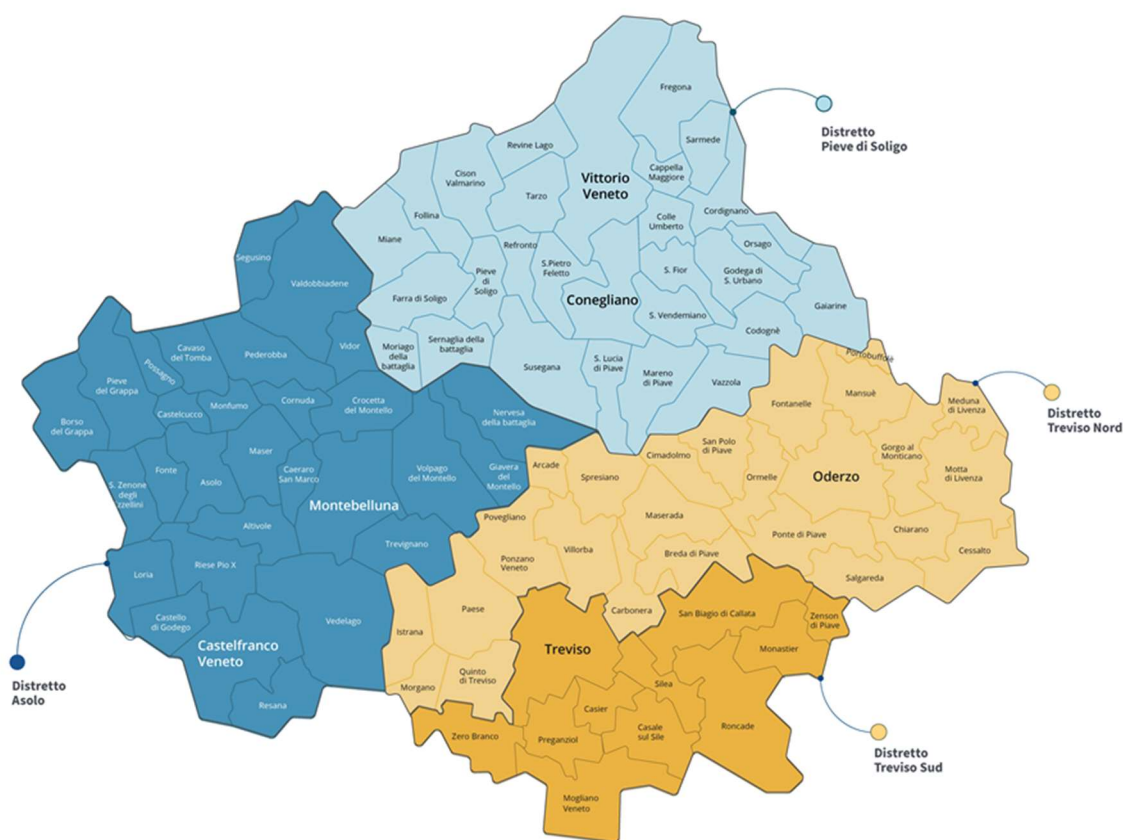 Fregona
Sarmede
Distretto
Pieve di Soligo
Revine Lago
Cison
Valmarino
Vittorio
Veneto
Cappella
Maggiore
Tarzo
Follina
Colle
Umberto
Cordignano
Miane
Refronto
Orsago
S.Pietro
Feletto
Pieve
di
Soligo
S. Fior
Godega di
S. Urbano
Segusino
Valdobbiadene
Farra di Soligo
Conegliano
Gaiarine
S. Vendemiano
Codognè
Vidor
Moriago
della
battaglia
Sernaglia della
battaglia
Susegana
S. Lucia
di Piave
Mareno
di Piave
Vazzola
Portobuffolè
Cavaso
del Tomba
Pederobba
Possagno
Pieve
del Grappa
Borso
del Grappa
Castelcucco
Monfumo
Cornuda
Crocetta
del Montello
Nervesa
della battaglia
Fontanelle
Mansuè
Meduna
di Livenza
Distretto
Treviso Nord
Maser
Fonte
Asolo
Caeraro
San Marco
Volpago
del Montello
Giavera
del
Montello
Arcade
Spresiano
Cimadolmo
San Polo
di Piave
Ormelle
Oderzo
Gorgo al
Monticano
Motta
di Livenza
S. Zenone
degli
zzellini
Montebelluna
Altivole
Trevignano
Povegliano
Maserada
Ponte di Piave
Chiarano
Cessalto
Loria
Riese Pio X
Ponzano
Veneto
Villorba
Breda di Piave
Salgareda
Castello
di Godego
Vedelago
Paese
Istrana
Carbonera
San Biagio di Callata
Zenson
di Piave
Castelfranco
Veneto
Treviso
Monastier
Distretto
Asolo
Quinto
di Treviso
Morgano
Silea
Resana
Casier
Roncade
Zero Branco
Preganziol
Casale
sul Sile
Distretto
Treviso Sud
Mogliano
Veneto